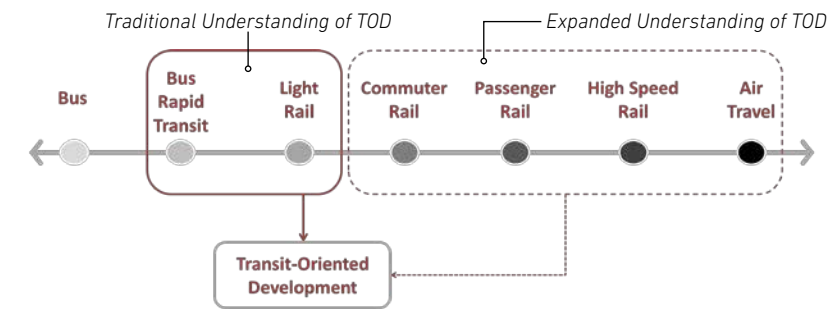 Traditional Understanding of TOD
Expanded Understanding of TOD
Bus
Bus
Rapid
Transit
Light
Rail
Commuter
Rail
Passenger
Rail
High Speed
Rail
Air
Travel
Transit-Oriented
Development